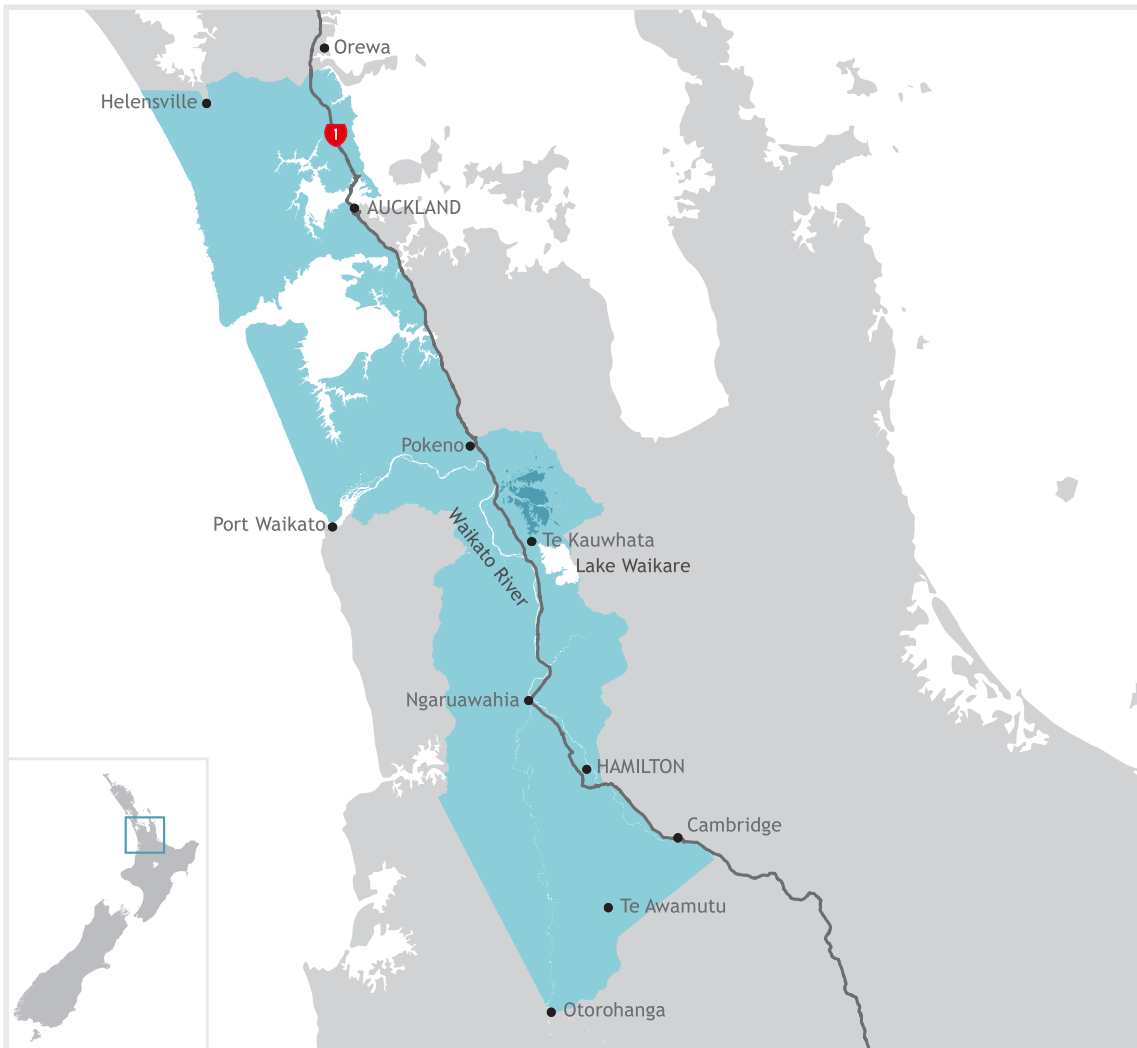 Orewa
Helensville
1
AUCKLAND
Pokeno
Port Waikato
Waikato River
Te Kauwhata
Lake Waikare
Ngaruawahia
HAMILTON
Cambridge
Te Awamutu
Otorohanga